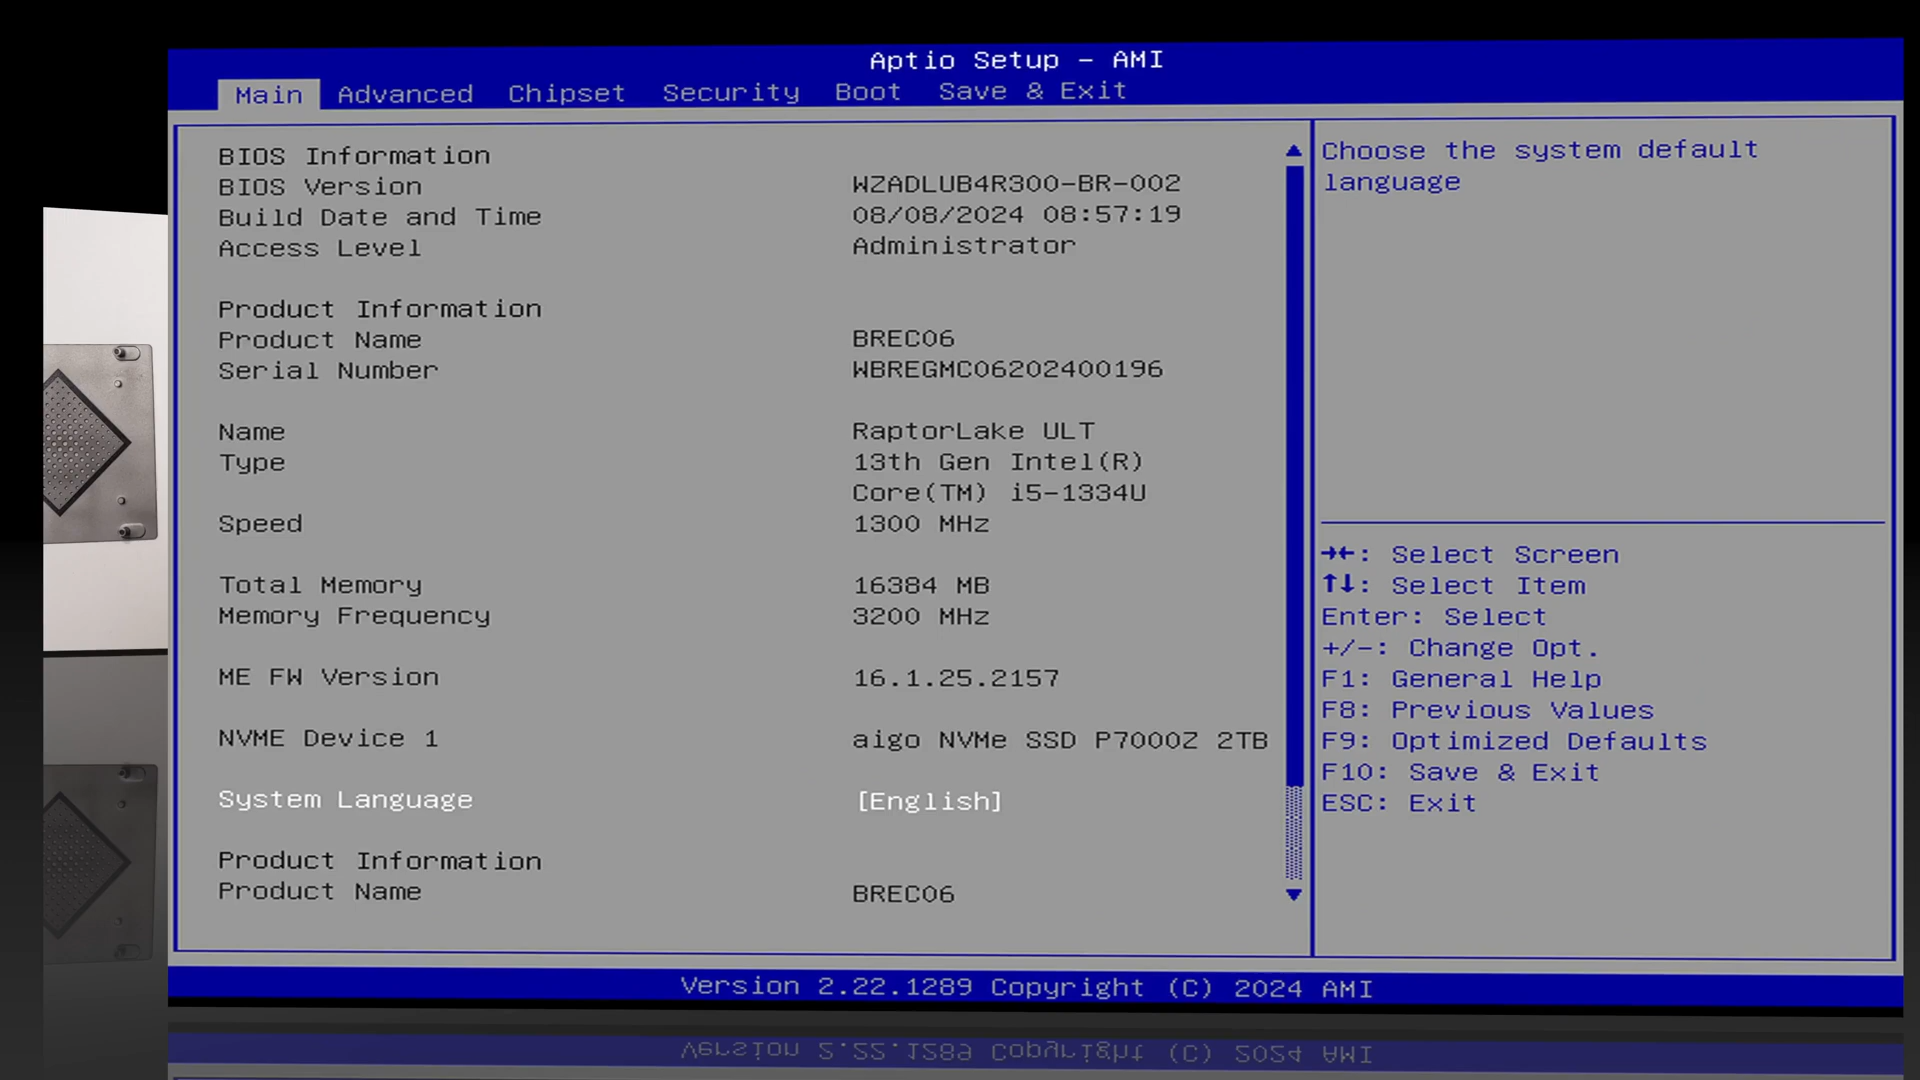 Aptio Setup – AMI
Main Advanced Chipset Security Boot Save & Exit
BIOS Information
BIOS Version WZADLUB4R300-BR-002
Build Date and Time 08/08/2024 08:57:19
Access Level Administrator
Product Information
Product Name BREC06
Serial Number WBREGMC06202400196
Name RaptorLake ULT
Type 13th Gen Intel(R)
Core(TM) i5-1334U
Speed 1300 MHz
Total Memory 16384 MB
Memory Frequency 3200 MHz
ME FW Version 16.1.25.2157
NVME Device 1 aigo NVMe SSD P7000Z 2TB
System Language [English]
Product Information
Product Name BREC06
Choose the system default
language
→←: Select Screen
↑↓: Select Item
Enter: Select
+/-: Change Opt.
F1: General Help
F8: Previous Values
F9: Optimized Defaults
F10: Save & Exit
ESC: Exit
Version 2.22.1289 Copyright (C) 2024 AMI